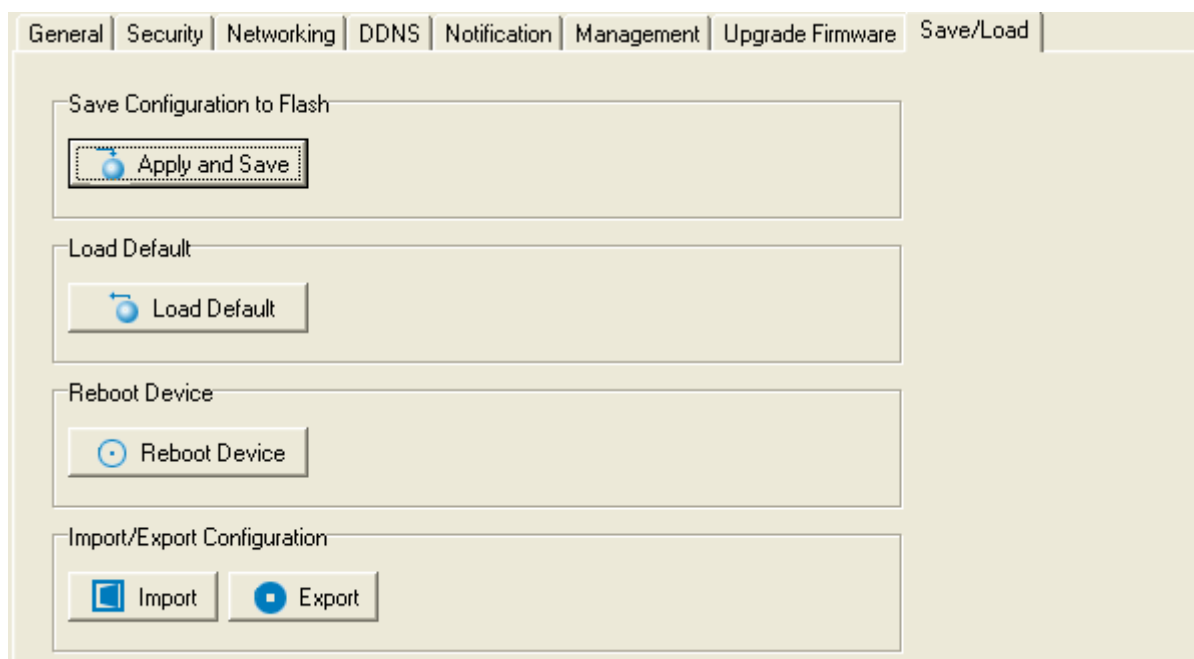 General Security Networking DDNS Notification Management Upgrade Firmware Save/Load
Save Configuration to Flash
Apply and Save
Load Default
Load Default
Reboot Device
Reboot Device
Import/Export Configuration
Import Export